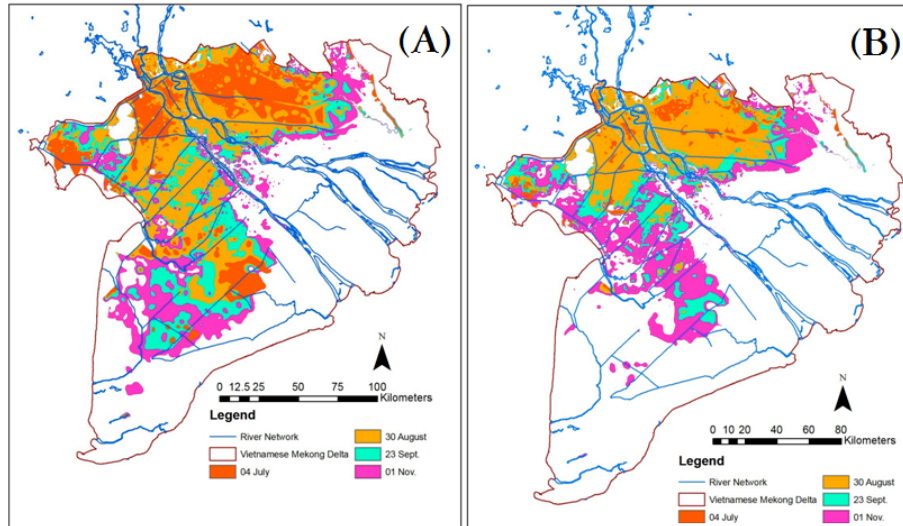 (A)
N
0 12.5 25 50 75 100
Kilometers
Legend
River Network
Vietnamese Mekong Delta
04 July
30 August
23 Sept.
01 Nov.
(B)
N
0 10 20 40 60 80
Kilometers
Legend
River Network
Vietnamese Mekong Delta
04 July
30 August
23 Sept.
01 Nov.